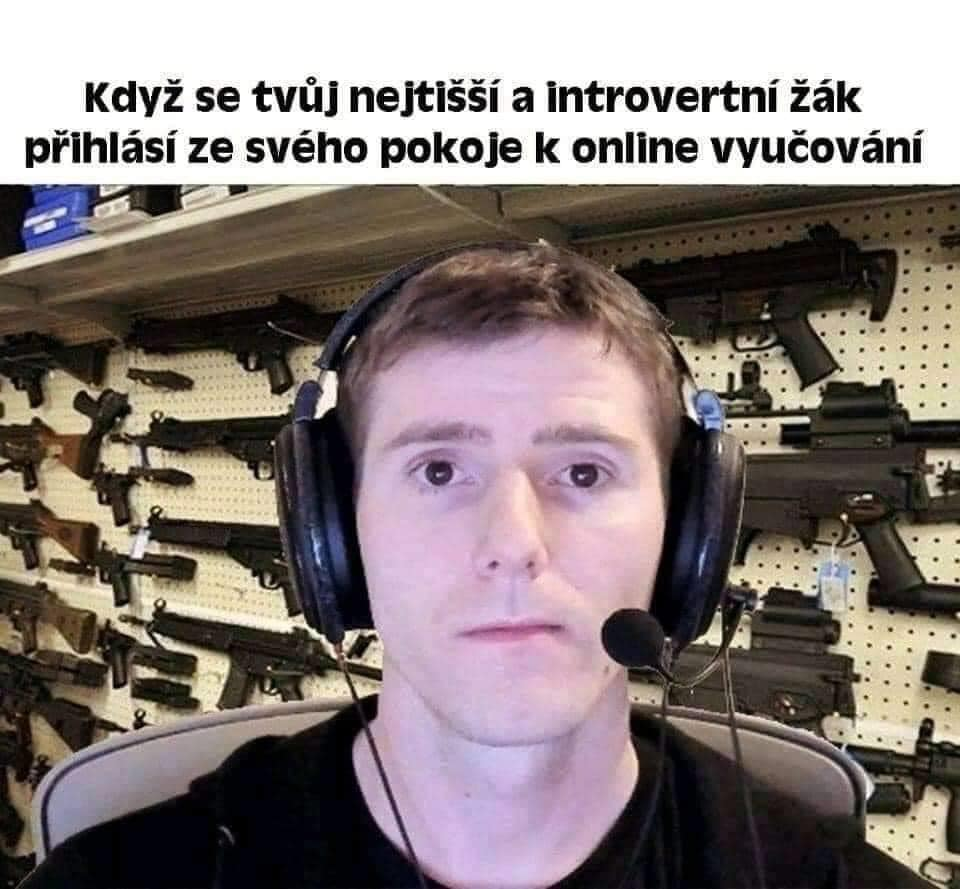 Když se tvůj nejtišší a introvertní žák
přihlásí ze svého pokoje k online vyučování